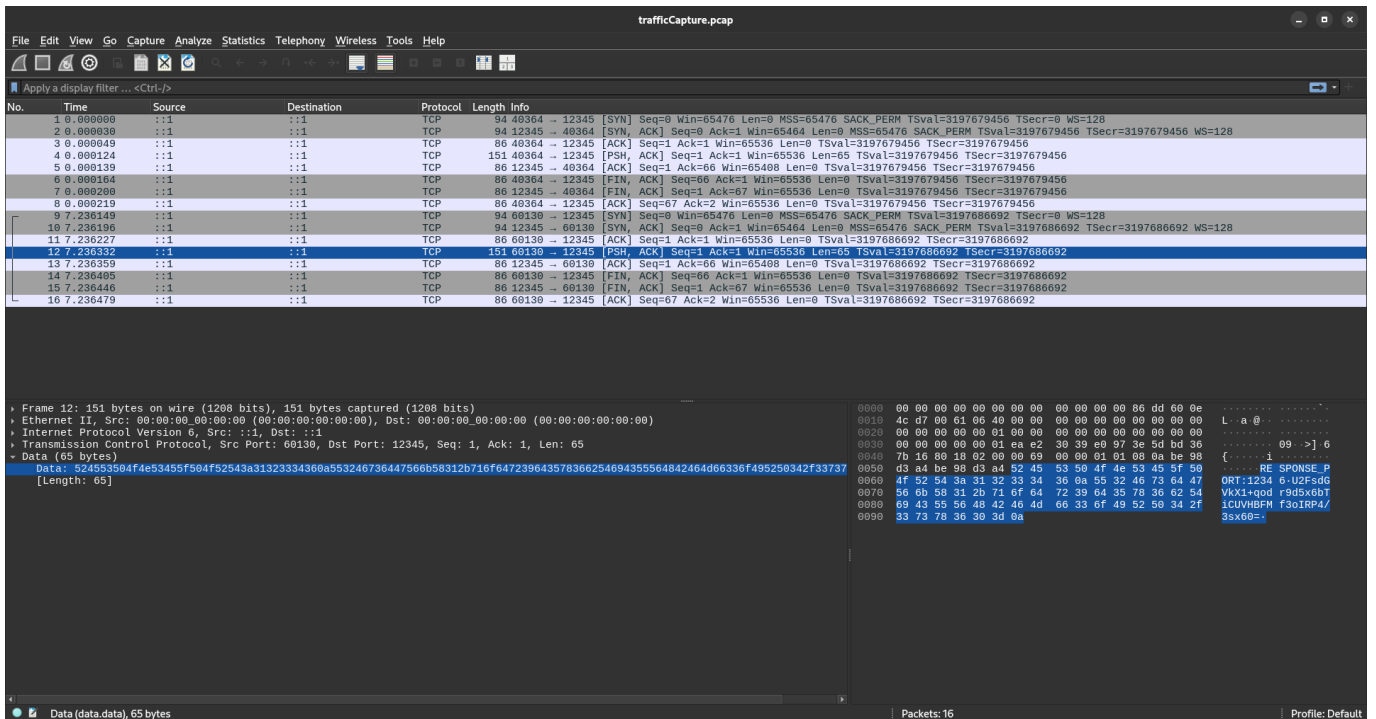 trafficCapture.pcap
File Edit View Go Capture Analyze Statistics Telephony Wireless Tools Help
Apply a display filter ... <Ctrl-/>
No. Time Source Destination Protocol Length Info
1 0.000000 ::1 ::1 TCP 94 40364 → 12345 [SYN] Seq=0 Win=65476 Len=0 MSS=65476 SACK_PERM TSval=3197679456 TSecr=0 WS=128
2 0.000030 ::1 ::1 TCP 94 12345 → 40364 [SYN, ACK] Seq=0 Ack=1 Win=65464 Len=0 MSS=65476 SACK_PERM TSval=3197679456 TSecr=3197679456 WS=128
3 0.000049 ::1 ::1 TCP 86 40364 → 12345 [ACK] Seq=1 Ack=1 Win=65536 Len=0 TSval=3197679456 TSecr=3197679456
4 0.000124 ::1 ::1 TCP 151 40364 → 12345 [PSH, ACK] Seq=1 Ack=1 Win=65536 Len=65 TSval=3197679456 TSecr=3197679456
5 0.000139 ::1 ::1 TCP 86 12345 → 40364 [ACK] Seq=1 Ack=66 Win=65408 Len=0 TSval=3197679456 TSecr=3197679456
6 0.000164 ::1 ::1 TCP 86 40364 → 12345 [FIN, ACK] Seq=66 Ack=1 Win=65536 Len=0 TSval=3197679456 TSecr=3197679456
7 0.000200 ::1 ::1 TCP 86 12345 → 40364 [FIN, ACK] Seq=1 Ack=67 Win=65536 Len=0 TSval=3197679456 TSecr=3197679456
8 0.000219 ::1 ::1 TCP 86 40364 → 12345 [ACK] Seq=67 Ack=2 Win=65536 Len=0 TSval=3197679456 TSecr=3197679456
9 7.236149 ::1 ::1 TCP 94 60130 → 12345 [SYN] Seq=0 Win=65476 Len=0 MSS=65476 SACK_PERM TSval=3197686692 TSecr=0 WS=128
10 7.236196 ::1 ::1 TCP 94 12345 → 60130 [SYN, ACK] Seq=0 Ack=1 Win=65464 Len=0 MSS=65476 SACK_PERM TSval=3197686692 TSecr=3197686692 WS=128
11 7.236227 ::1 ::1 TCP 86 60130 → 12345 [ACK] Seq=1 Ack=1 Win=65536 Len=0 TSval=3197686692 TSecr=3197686692
12 7.236332 ::1 ::1 TCP 151 60130 → 12345 [PSH, ACK] Seq=1 Ack=1 Win=65536 Len=65 TSval=3197686692 TSecr=3197686692
13 7.236359 ::1 ::1 TCP 86 12345 → 60130 [ACK] Seq=1 Ack=66 Win=65408 Len=0 TSval=3197686692 TSecr=3197686692
14 7.236405 ::1 ::1 TCP 86 60130 → 12345 [FIN, ACK] Seq=66 Ack=1 Win=65536 Len=0 TSval=3197686692 TSecr=3197686692
15 7.236446 ::1 ::1 TCP 86 12345 → 60130 [FIN, ACK] Seq=1 Ack=67 Win=65536 Len=0 TSval=3197686692 TSecr=3197686692
16 7.236479 ::1 ::1 TCP 86 60130 → 12345 [ACK] Seq=67 Ack=2 Win=65536 Len=0 TSval=3197686692 TSecr=3197686692
Frame 12: 151 bytes on wire (1208 bits), 151 bytes captured (1208 bits)
Ethernet II, Src: 00:00:00_00:00:00 (00:00:00:00:00:00), Dst: 00:00:00_00:00:00 (00:00:00:00:00:00)
Internet Protocol Version 6, Src: ::1, Dst: ::1
Transmission Control Protocol, Src Port: 60130, Dst Port: 12345, Seq: 1, Ack: 1, Len: 65
Data (65 bytes)
Data: 524553504f4e53455f504f52543a31323334360a553246736447566b58312b716f647239643578366254694355564842464d66336f495250342f33737
[Length: 65]
0000 00 00 00 00 00 00 00 00 00 00 00 00 86 dd 60 0e ········ ······`·
0010 4c d7 00 61 06 40 00 00 00 00 00 00 00 00 00 00 L··a·@·· ········
0020 00 00 00 00 00 01 00 00 00 00 00 00 00 00 00 00 ········ ········
0030 00 00 00 00 00 01 ea e2 30 39 e0 97 3e 5d bd 36 ········ 09··>]·6
0040 7b 16 80 18 02 00 00 69 00 00 01 01 08 0a be 98 {······i ········
0050 d3 a4 be 98 d3 a4 52 45 53 50 4f 4e 53 45 5f 50 ······RE SPONSE_P
0060 4f 52 54 3a 31 32 33 34 36 0a 55 32 46 73 64 47 ORT:1234 6·U2FsdG
0070 56 6b 58 31 2b 71 6f 64 72 39 64 35 78 36 62 54 VkX1+qod r9d5x6bT
0080 69 43 55 56 48 42 46 4d 66 33 6f 49 52 50 34 2f iCUVHBFM f3oIRP4/
0090 33 73 78 36 30 3d 0a 3sx60=·
Data (data.data), 65 bytes
Packets: 16
Profile: Default